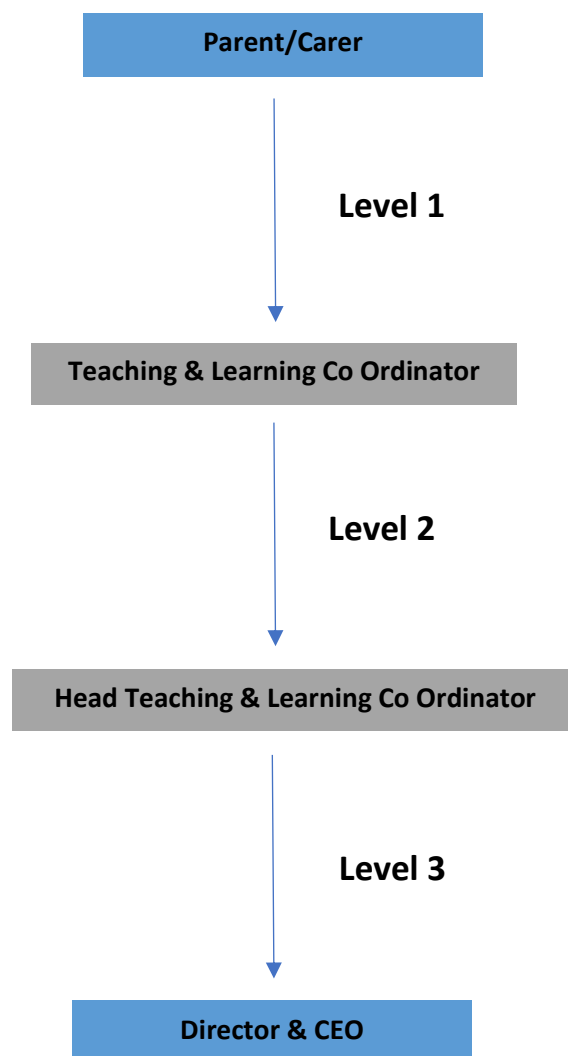 Parent/Carer
Level 1
Teaching & Learning Co Ordinator
Level 2
Head Teaching & Learning Co Ordinator
Level 3
Director & CEO